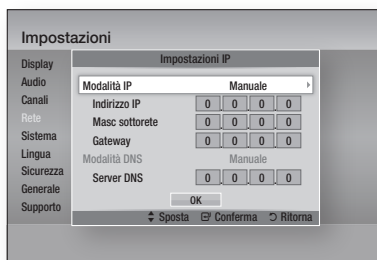 Impostazioni
Display
Audio
Canali
Rete
Sistema
Lingua
Sicurezza
Generale
Supporto
Impostazioni IP
Modalità IP Manuale
Indirizzo IP 0 . 0 . 0 . 0
Masc sottorete 0 . 0 . 0 . 0
Gateway 0 . 0 . 0 . 0
Modalità DNS Manuale
Server DNS 0 . 0 . 0 . 0
OK
Sposta Conferma Ritorna